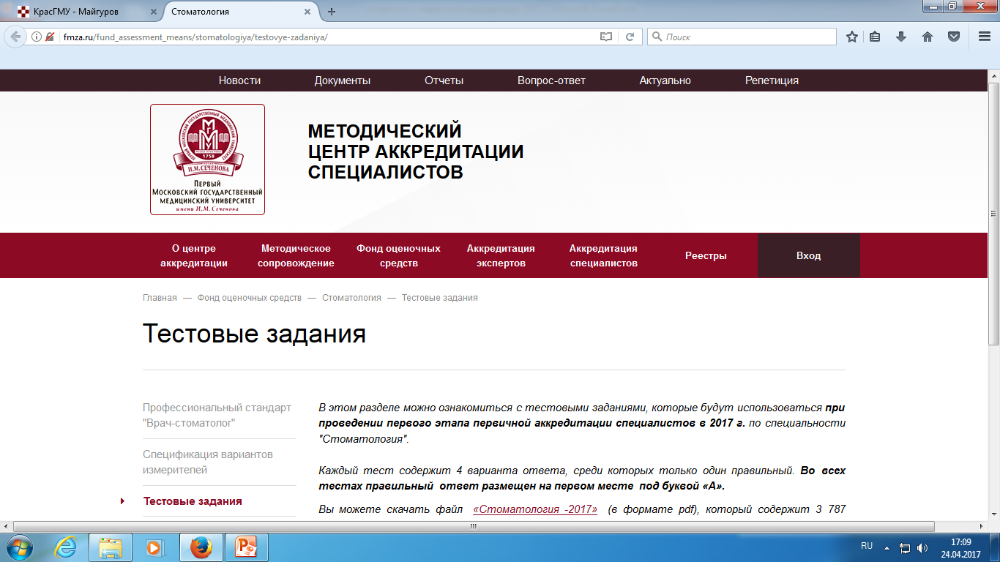 КрасГМУ - Майгуров
Стоматология
fmza.ru/fund_assessment_means/stomatologiya/testovye-zadaniya/
Поиск
Новости Документы Отчеты Вопрос-ответ Актуально Репетиция
1758
И.М.СЕЧЕНОВА
ПЕРВЫЙ
МОСКОВСКИЙ ГОСУДАРСТВЕННЫЙ
МЕДИЦИНСКИЙ УНИВЕРСИТЕТ
имени И.М. Сеченова
МЕТОДИЧЕСКИЙ
ЦЕНТР АККРЕДИТАЦИИ
СПЕЦИАЛИСТОВ
О центре
аккредитации
Методическое
сопровождение
Фонд оценочных
средств
Аккредитация
экспертов
Аккредитация
специалистов
Реестры
Вход
Главная — Фонд оценочных средств — Стоматология — Тестовые задания
Тестовые задания
Профессиональный стандарт
"Врач-стоматолог"
Спецификация вариантов
измерителей
Тестовые задания
В этом разделе можно ознакомиться с тестовыми заданиями, которые будут использоваться при
проведении первого этапа первичной аккредитации специалистов в 2017 г. по специальности
"Стоматология".
Каждый тест содержит 4 варианта ответа, среди которых только один правильный. Во всех
тестах правильный ответ размещен на первом месте под буквой «А».
Вы можете скачать файл «Стоматология -2017» (в формате pdf), который содержит 3 787
RU
17:09
24.04.2017